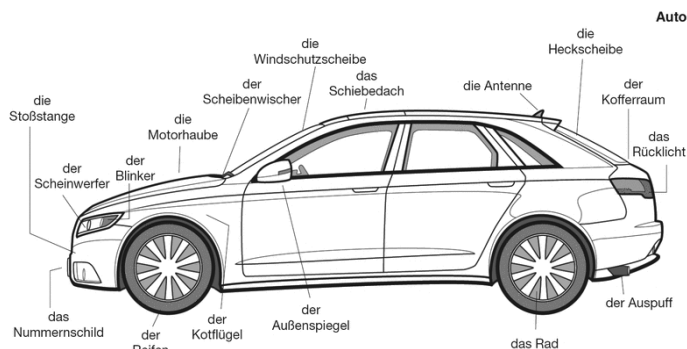 Auto
die
Heckscheibe
die
Windschutzscheibe
das
Schiebedach
der
Scheibenwischer
die Antenne
der
Kofferraum
die
Stoßstange
die
Motorhaube
das
Rücklicht
der
Scheinwerfer
der
Blinker
das
Nummernschild
der
Reifen
der
Kotflügel
der
Außenspiegel
das Rad
der Auspuff